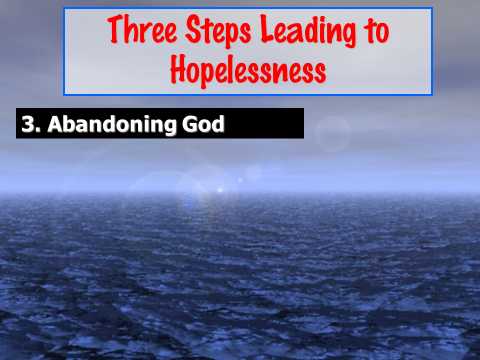 Three Steps Leading to
Hopelessness
3. Abandoning God